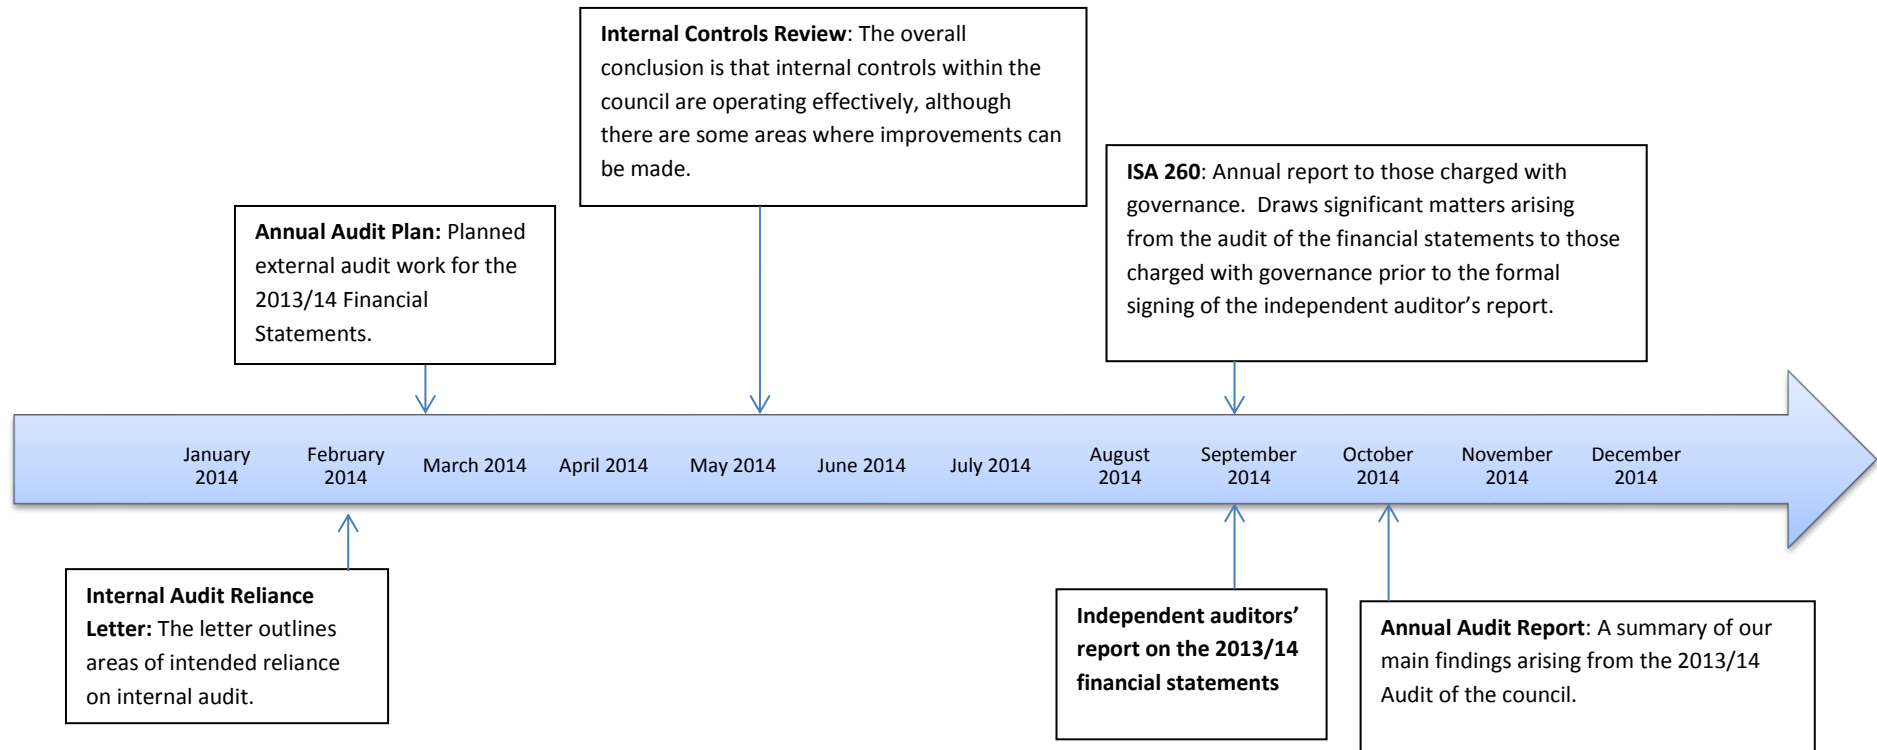 Internal Controls Review: The overall
conclusion is that internal controls within the
council are operating effectively, although
there are some areas where improvements can
be made.
ISA 260: Annual report to those charged with
governance. Draws significant matters arising
from the audit of the financial statements to those
charged with governance prior to the formal
signing of the independent auditor’s report.
Annual Audit Plan: Planned
external audit work for the
2013/14 Financial
Statements.
January
2014
February
2014
March 2014
April 2014
May 2014
June 2014
July 2014
August
2014
September
2014
October
2014
November
2014
December
2014
Internal Audit Reliance
Letter: The letter outlines
areas of intended reliance
on internal audit.
Independent auditors’
report on the 2013/14
financial statements
Annual Audit Report: A summary of our
main findings arising from the 2013/14
Audit of the council.